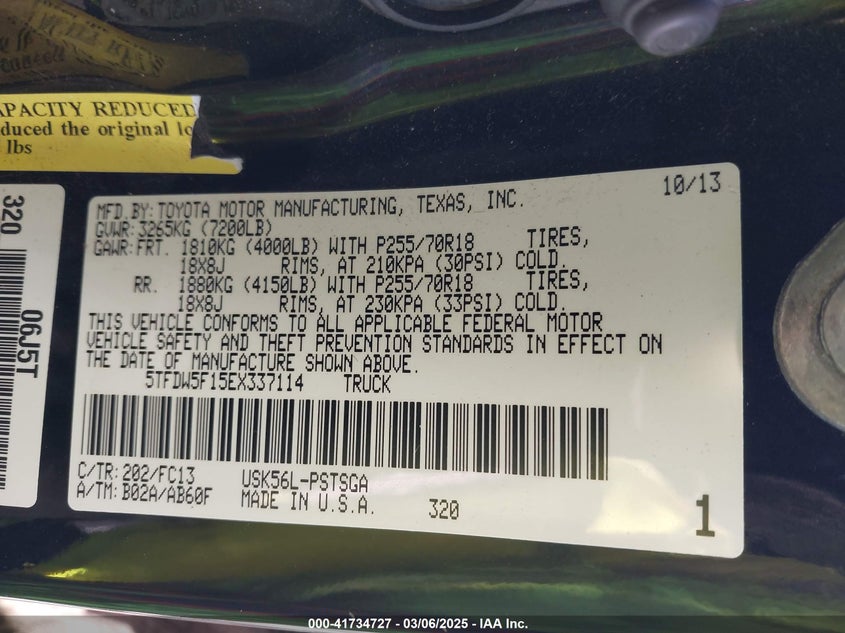 APACITY REDUCED
duced the original lo
lbs
320
06J5T
10/13
MFD BY: TOYOTA MOTOR MANUFACTURING, TEXAS, INC.
GVWR: 3265KG (7200LB)
GAWR: FRT. 1810KG (4000LB) WITH P255/70R18 TIRES,
18X8J RIMS, AT 210KPA (30PSI) COLD.
RR. 1880KG (4150LB) WITH P255/70R18 TIRES,
18X8J RIMS, AT 230KPA (33PSI) COLD.
THIS VEHICLE CONFORMS TO ALL APPLICABLE FEDERAL MOTOR
VEHICLE SAFETY AND THEFT PREVENTION STANDARDS IN EFFECT ON
THE DATE OF MANUFACTURE SHOWN ABOVE.
5TFDW5F15EX337114 TRUCK
C/TR: 202/FC13 USK56L-PSTSGA
A/TM: B02A/AB60F MADE IN U.S.A. 320
1
000-41734727 - 03/06/2025 - IAA Inc.